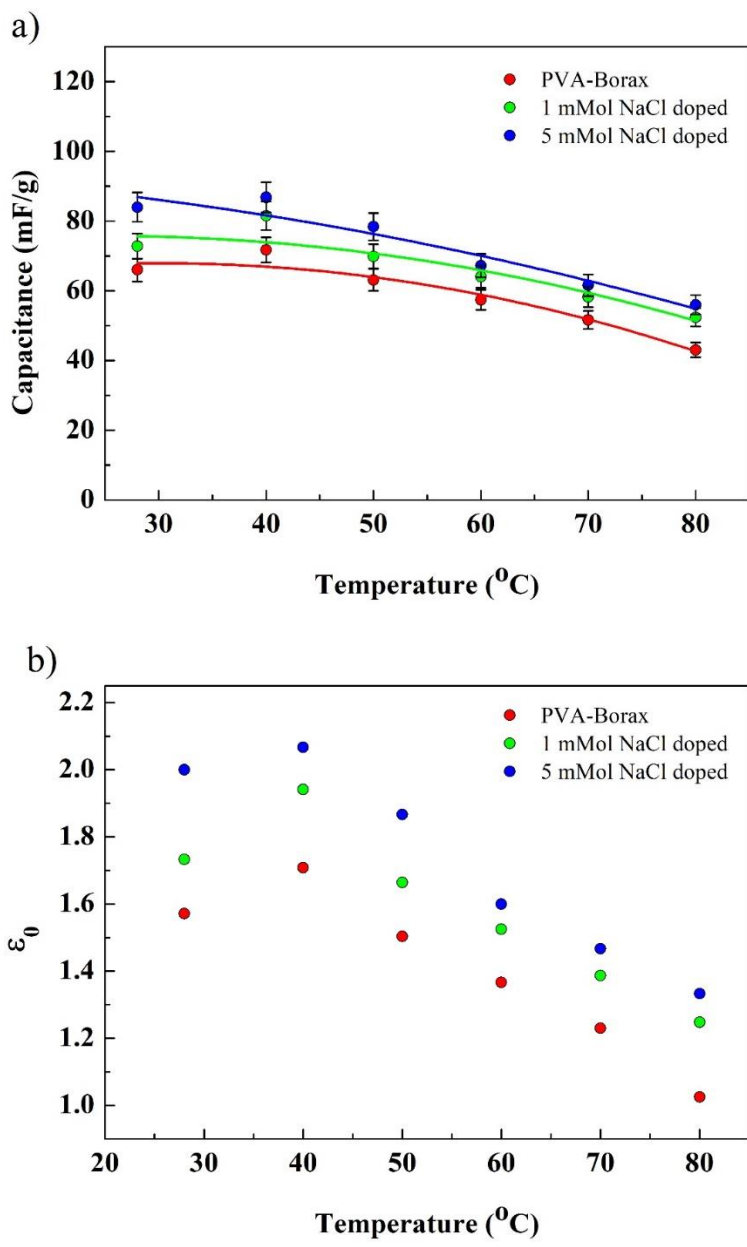 a)
120
100
80
60
40
20
0
Capacitance (mF/g)
PVA-Borax
1 mMol NaCl doped
5 mMol NaCl doped
30 40 50 60 70 80
Temperature (°C)
b)
2.2
2.0
1.8
1.6
1.4
1.2
1.0
ε₀
PVA-Borax
1 mMol NaCl doped
5 mMol NaCl doped
20 30 40 50 60 70 80
Temperature (°C)